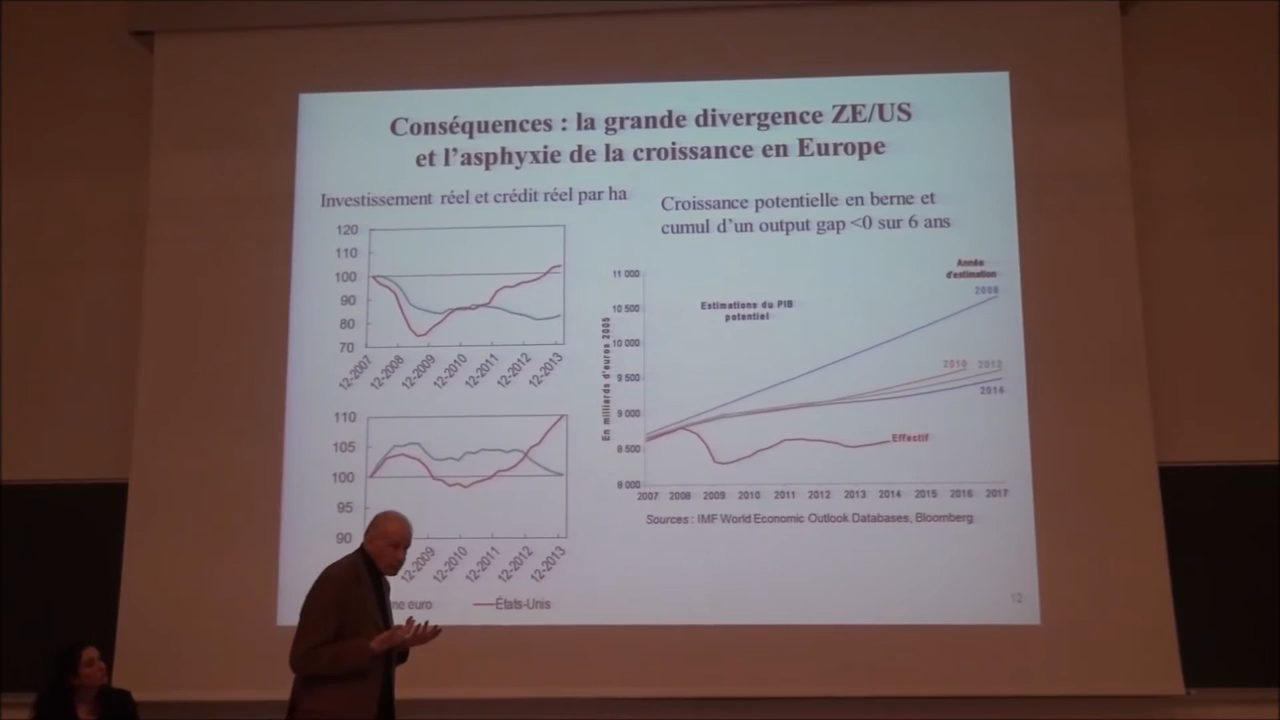 Conséquences : la grande divergence ZE/US
et l'asphyxie de la croissance en Europe
Investissement réel et crédit réel par ha
120
110
100
90
80
70
12-2007
12-2008
12-2009
12-2010
12-2011
12-2012
12-2013
110
105
100
95
90
12-2009
12-2010
12-2011
12-2012
12-2013
ne euro
États-Unis
Croissance potentielle en berne et
cumul d'un output gap <0 sur 6 ans
Année
d'estimation
En milliards d'euros 2005
11 000
10 500
10 000
9 500
9 000
8 500
8 000
Estimations du PIB
potentiel
2008
2010 2012
2014
Effectif
2007 2008 2009 2010 2011 2012 2013 2014 2015 2016 2017
Sources : IMF World Economic Outlook Databases, Bloomberg
12